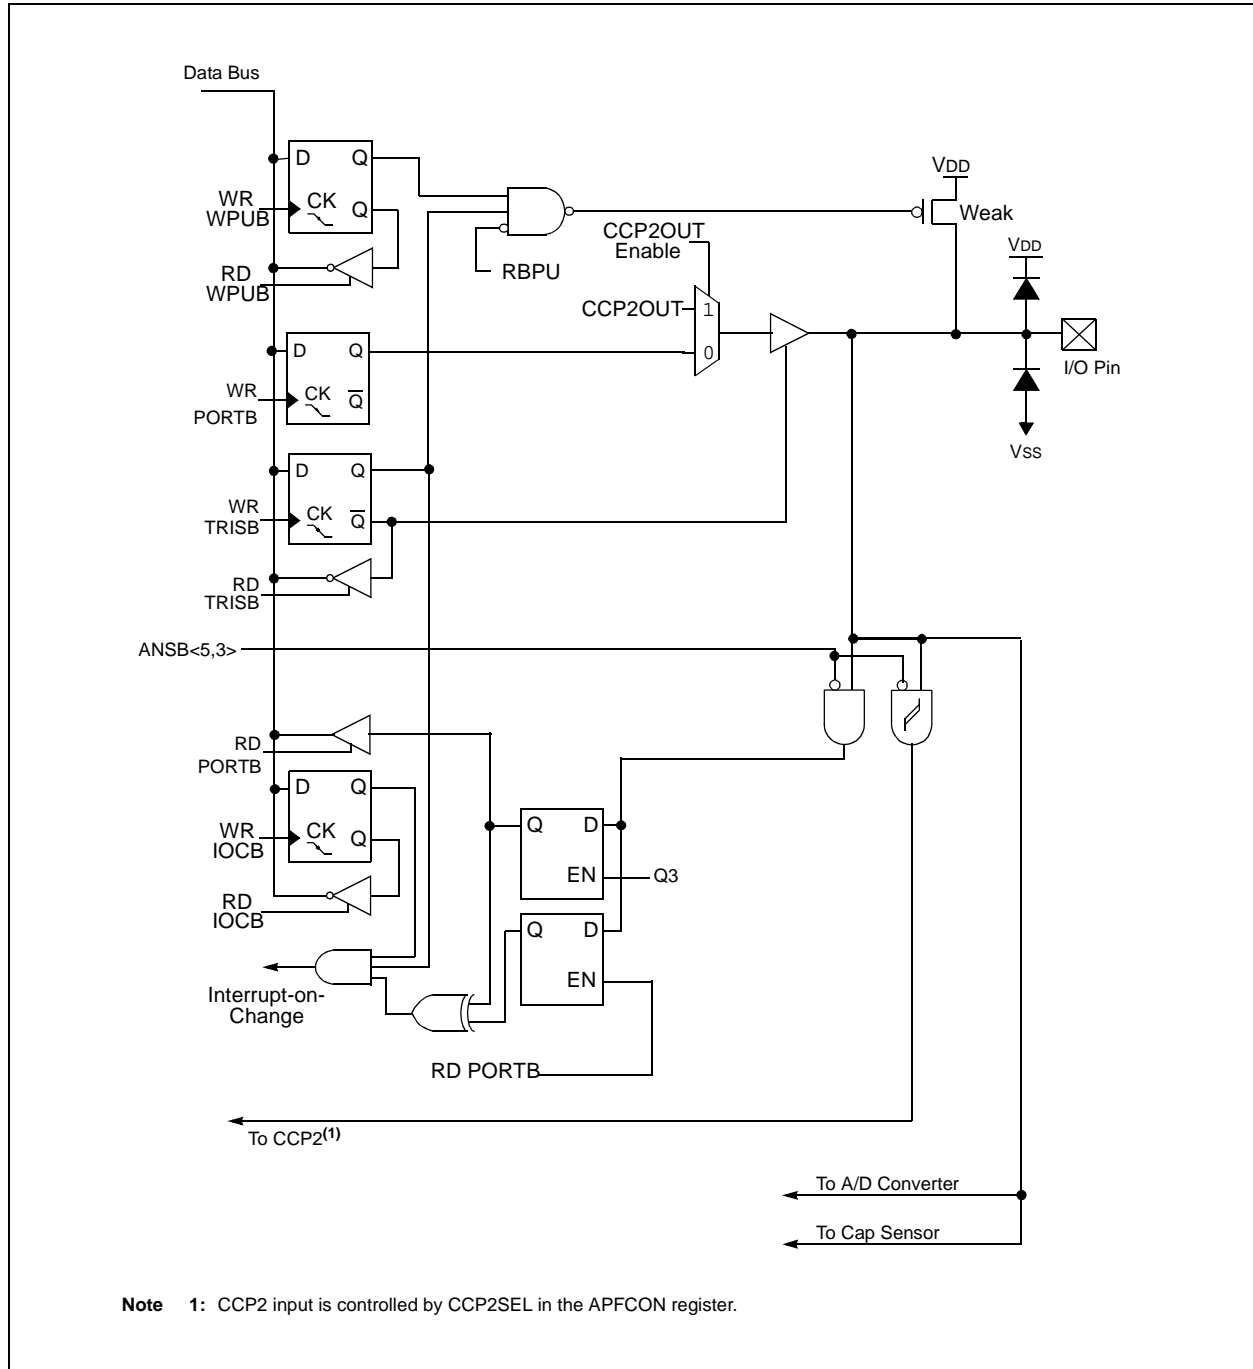 Data Bus
D Q
WR
WPUB
CK
Q
RD
WPUB
RBPU
VDD
Weak
CCP2OUT
Enable
VDD
CCP2OUT
1
0
I/O Pin
VSS
D Q
WR
PORTB
CK
Q
D Q
WR
TRISB
CK
Q
RD
TRISB
ANSB<5,3>
RD
PORTB
D Q
WR
IOCB
CK
Q
RD
IOCB
Q D
EN
Q3
Q D
EN
Interrupt-on-
Change
RD PORTB
To CCP2(1)
To A/D Converter
To Cap Sensor
Note 1: CCP2 input is controlled by CCP2SEL in the APFCON register.